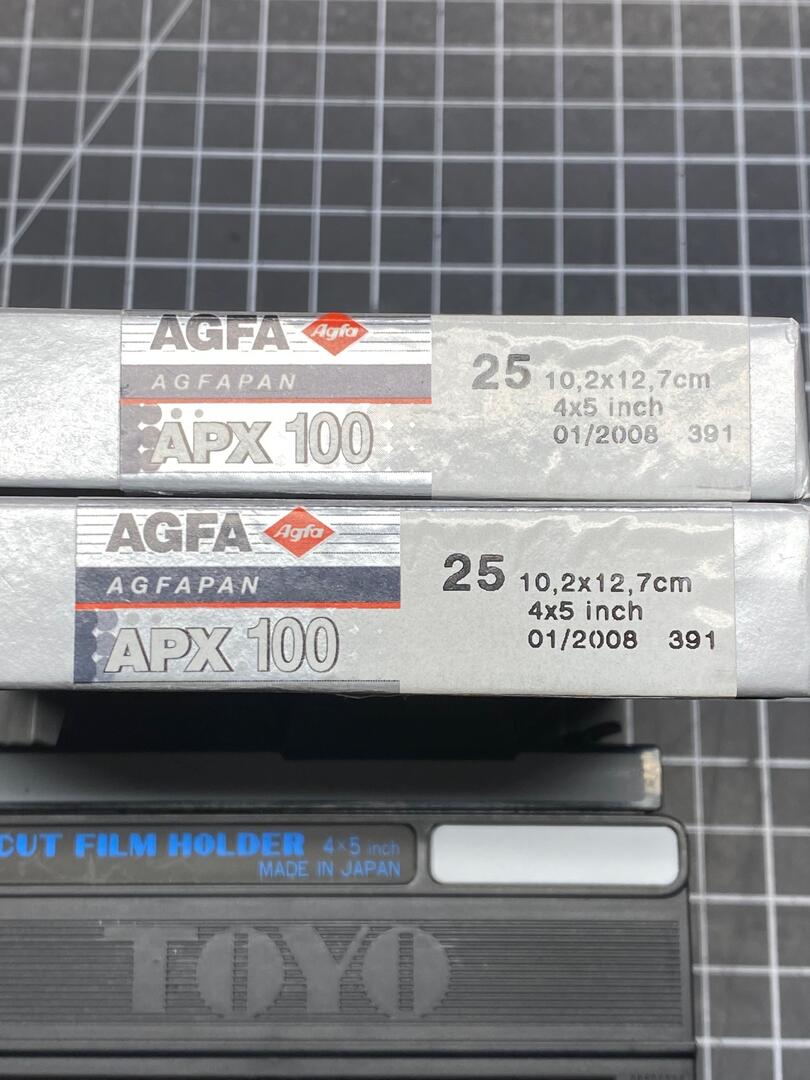 AGFA Agfa
AGFAPAN
APX 100
25 10,2x12,7cm
4x5 inch
01/2008 391
AGFA Agfa
AGFAPAN
APX 100
25 10,2x12,7cm
4x5 inch
01/2008 391
CUT FILM HOLDER 4×5 inch
MADE IN JAPAN
TOYO